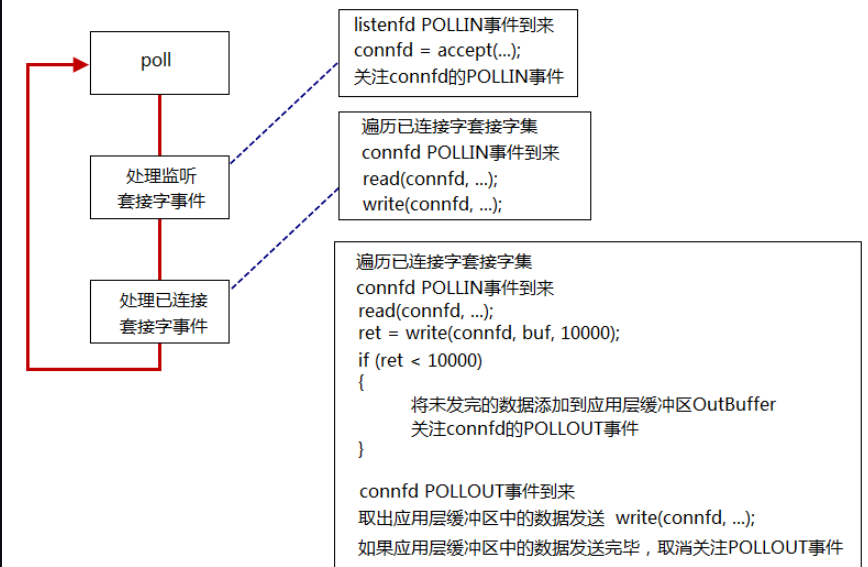 poll
处理监听
套接字事件
处理已连接
套接字事件
listenfd POLLIN事件到来
connfd = accept(...);
关注connfd的POLLIN事件
遍历已连接字套接字集
connfd POLLIN事件到来
read(connfd, ...);
write(connfd, ...);
遍历已连接字套接字集
connfd POLLIN事件到来
read(connfd, ...);
ret = write(connfd, buf, 10000);
if (ret < 10000)
{
将未发完的数据添加到应用层缓冲区OutBuffer
关注connfd的POLLOUT事件
}
connfd POLLOUT事件到来
取出应用层缓冲区中的数据发送 write(connfd, ...);
如果应用层缓冲区中的数据发送完毕，取消关注POLLOUT事件